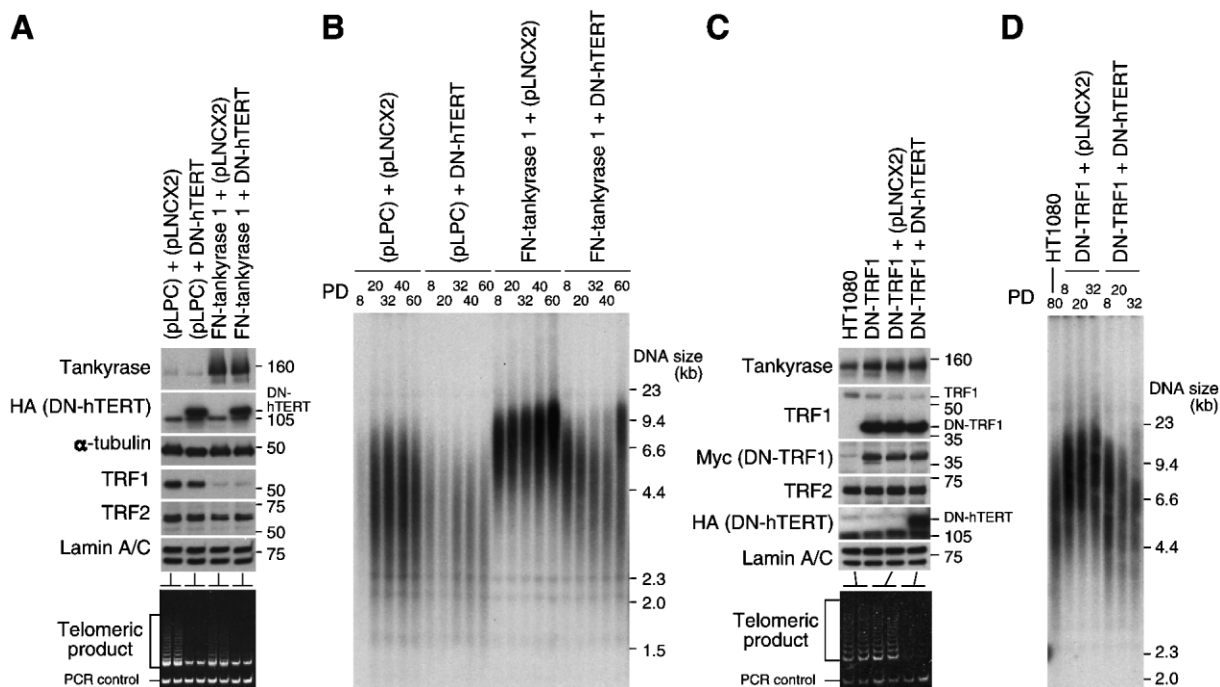 A
(pLPC) + (pLNCX2)
(pLPC) + DN-hTERT
FN-tankyrase 1 + (pLNCX2)
FN-tankyrase 1 + DN-hTERT
Tankyrase
160
HA (DN-hTERT)
DN-
hTERT
105
α-tubulin
50
TRF1
50
TRF2
75
50
Lamin A/C
75
Telomeric
product
PCR control
B
(pLPC) + (pLNCX2)
(pLPC) + DN-hTERT
FN-tankyrase 1 + (pLNCX2)
FN-tankyrase 1 + DN-hTERT
PD
20 40 60 8 32 60 20 40 60 8 32 60
8 32 60 20 40 8 32 60 20 40
DNA size
(kb)
23
9.4
6.6
4.4
2.3
2.0
1.5
C
HT1080
DN-TRF1
DN-TRF1 + (pLNCX2)
DN-TRF1 + DN-hTERT
Tankyrase
160
TRF1
TRF1
50
DN-TRF1
35
Myc (DN-TRF1)
35
TRF2
75
HA (DN-hTERT)
DN-hTERT
105
Lamin A/C
75
Telomeric
product
PCR control
D
HT1080
DN-TRF1 + (pLNCX2)
DN-TRF1 + DN-hTERT
PD
8 32 20
80 20 8 32
DNA size
(kb)
23
9.4
6.6
4.4
2.3
2.0